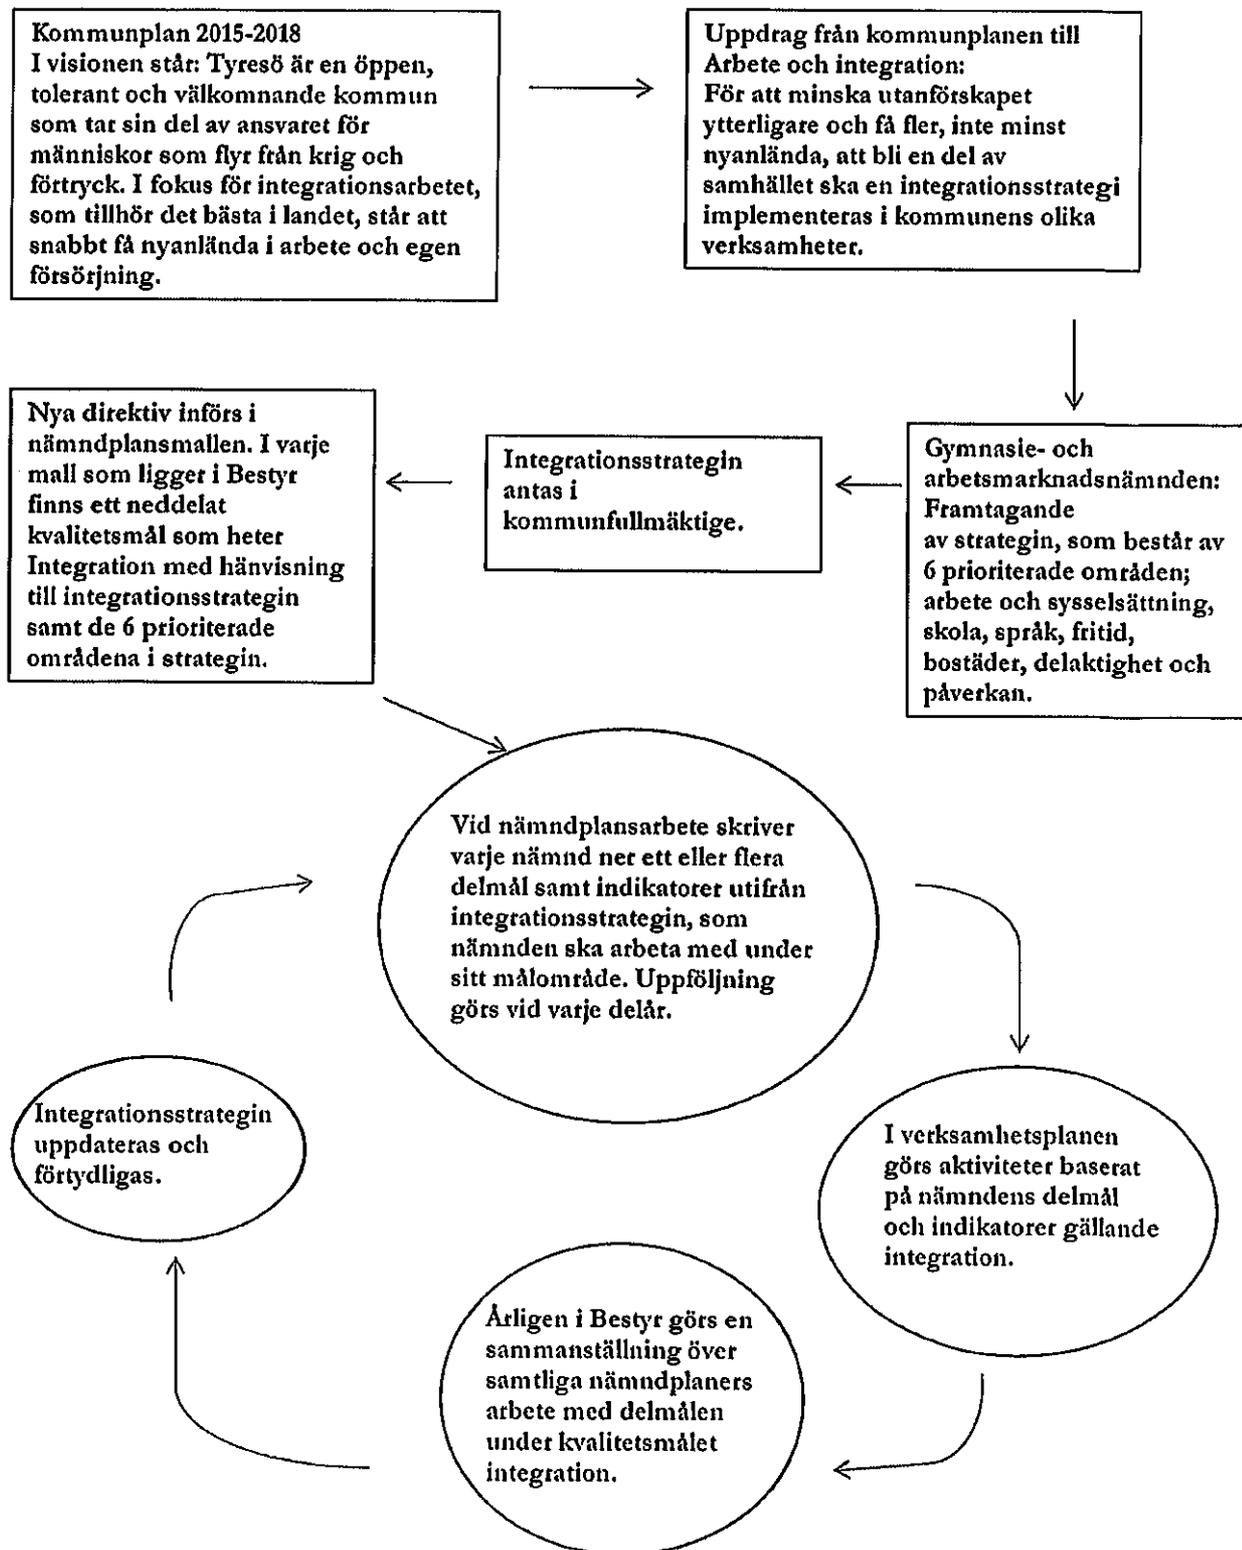 Kommunplan 2015-2018
I visionen står: Tyresö är en öppen,
tolerant och välkomnande kommun
som tar sin del av ansvaret för
människor som flyr från krig och
förtryck. I fokus för integrationsarbetet,
som tillhör det bästa i landet, står att
snabbt få nyanlända i arbete och egen
försörjning.
Uppdrag från kommunplanen till
Arbete och integration:
För att minska utanförskapet
ytterligare och få fler, inte minst
nyanlända, att bli en del av
samhället ska en integrationsstrategi
implementeras i kommunens olika
verksamheter.
Gymnasie- och
arbetsmarknadsnämnden:
Framtagande
av strategin, som består av
6 prioriterade områden;
arbete och sysselsättning,
skola, språk, fritid,
bostäder, delaktighet och
påverkan.
Integrationsstrategin
antas i
kommunfullmäktige.
Nya direktiv införs i
nämndplansmallen. I varje
mall som ligger i Bestyr
finns ett neddelat
kvalitetsmål som heter
Integration med hänvisning
till integrationsstrategin
samt de 6 prioriterade
områdena i strategin.
Vid nämndplansarbete skriver
varje nämnd ner ett eller flera
delmål samt indikatorer utifrån
integrationsstrategin, som
nämnden ska arbeta med under
sitt målområde. Uppföljning
görs vid varje delår.
I verksamhetsplanen
görs aktiviteter baserat
på nämndens delmål
och indikatorer gällande
integration.
Årligen i Bestyr görs en
sammanställning över
samtliga nämndplaners
arbete med delmålen
under kvalitetsmålet
integration.
Integrationsstrategin
uppdateras och
förtydligas.